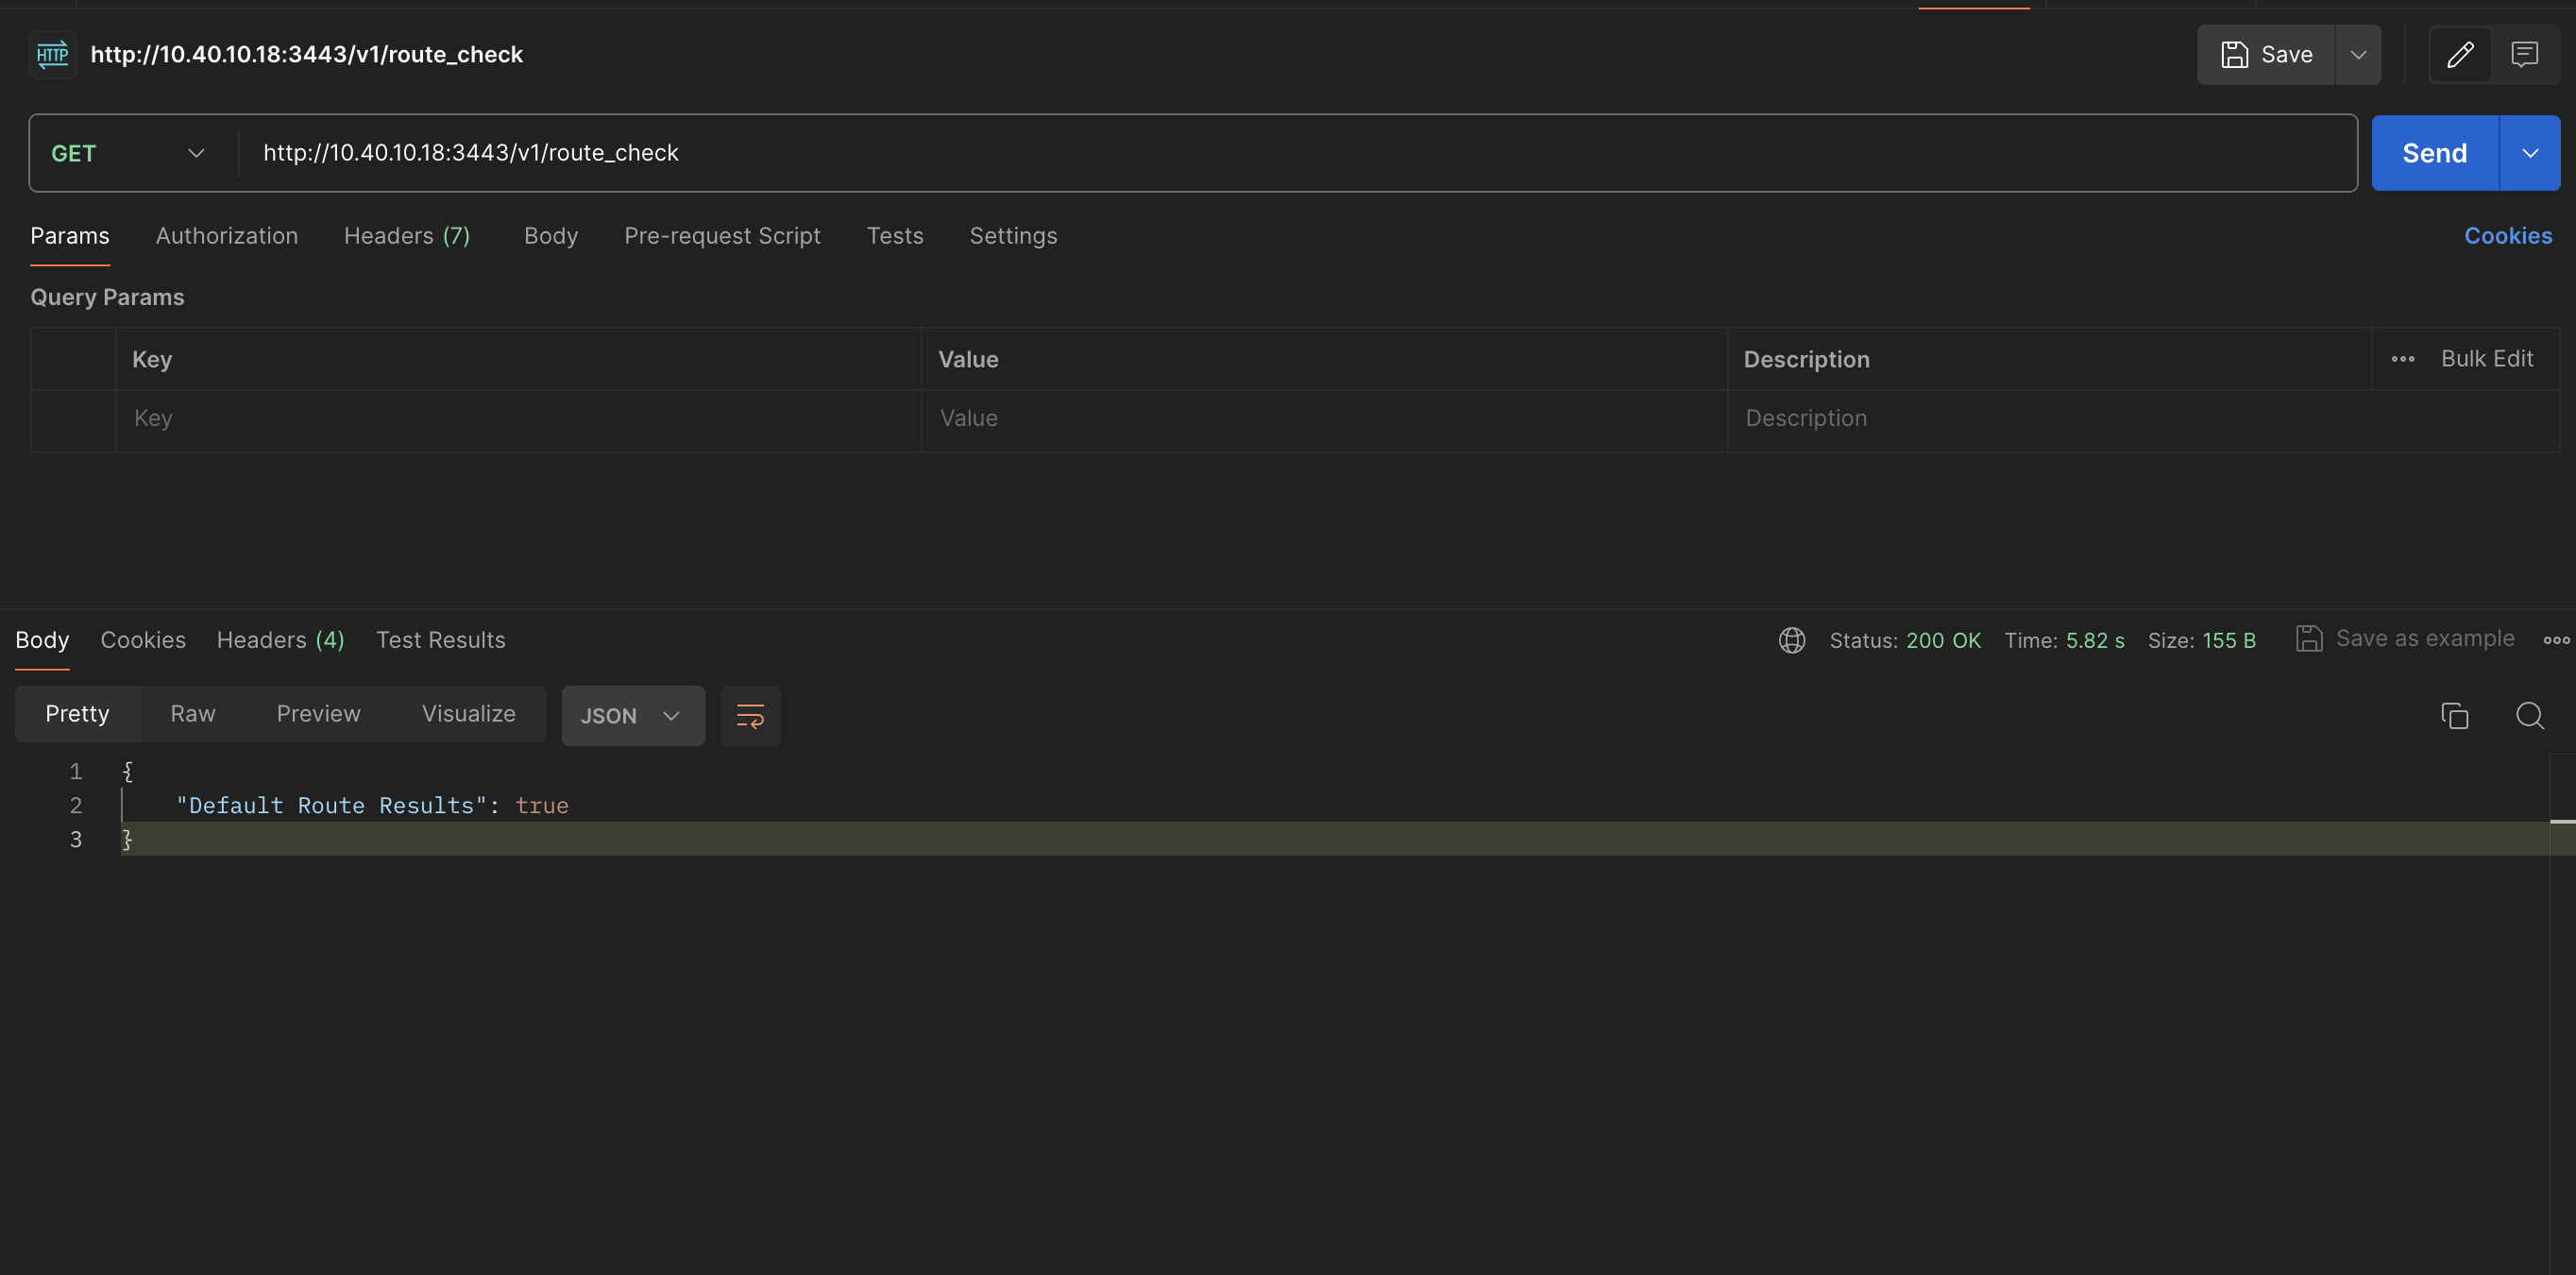 HTTP http://10.40.10.18:3443/v1/route_check Save
GET http://10.40.10.18:3443/v1/route_check Send
Params Authorization Headers (7) Body Pre-request Script Tests Settings Cookies
Query Params
Key Value Description ••• Bulk Edit
Key Value Description
Body Cookies Headers (4) Test Results Status: 200 OK Time: 5.82 s Size: 155 B Save as example
Pretty Raw Preview Visualize JSON
1 {
2 "Default Route Results": true
3 }